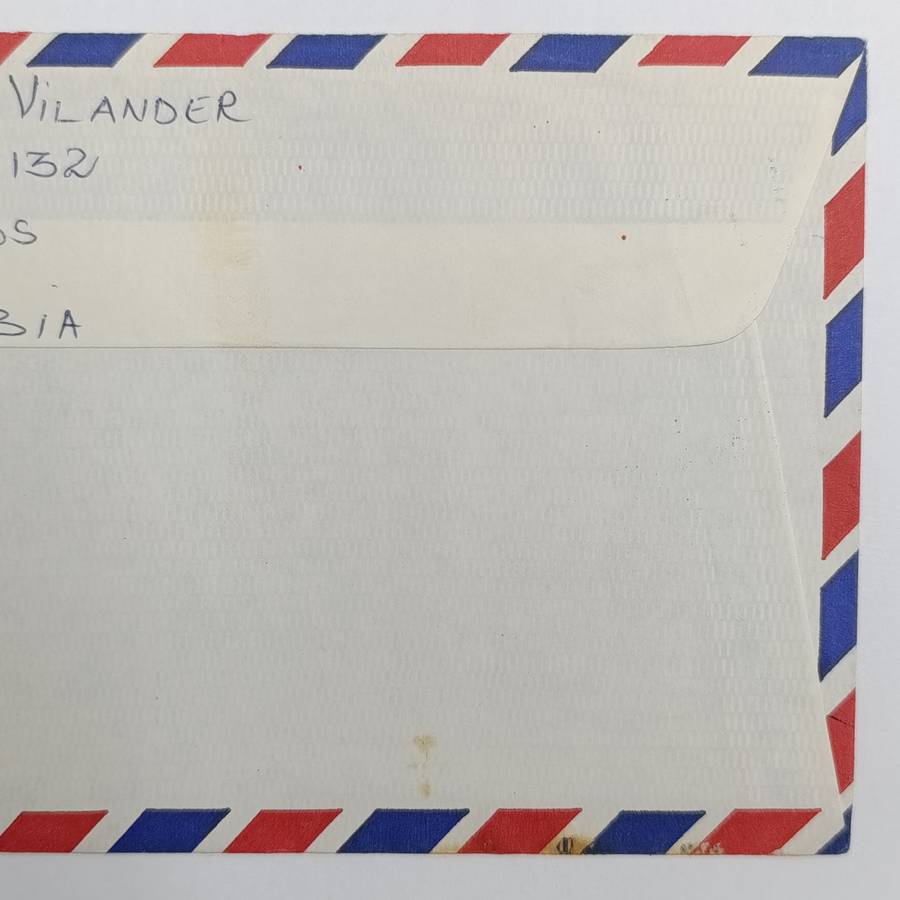 VILANDER
132
OS
BIA